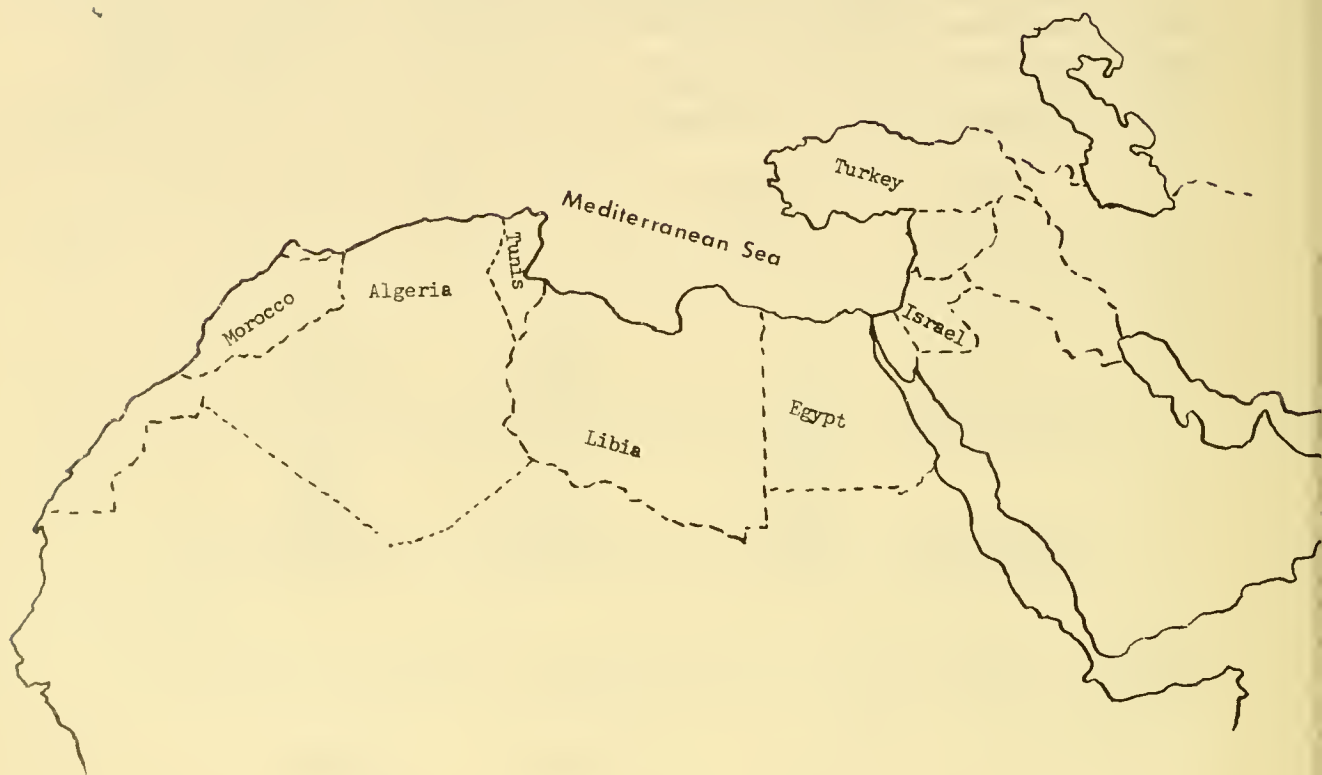 Turkey
Mediterranean Sea
Tunis
Algeria
Morocco
Israel
Egypt
Libia